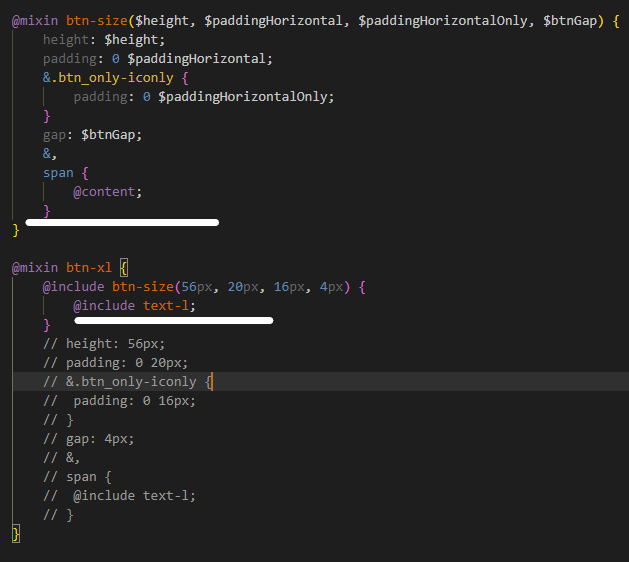 @mixin btn-size($height, $paddingHorizontal, $paddingHorizontalOnly, $btnGap) {
    height: $height;
    padding: 0 $paddingHorizontal;
    &.btn_only-iconly {
        padding: 0 $paddingHorizontalOnly;
    }
    gap: $btnGap;
    &,
    span {
        @content;
    }
}

@mixin btn-xl {
    @include btn-size(56px, 20px, 16px, 4px) {
        @include text-l;
    }
    // height: 56px;
    // padding: 0 20px;
    // &.btn_only-iconly {
    //  padding: 0 16px;
    // }
    // gap: 4px;
    // &,
    // span {
    //  @include text-l;
    // }
}